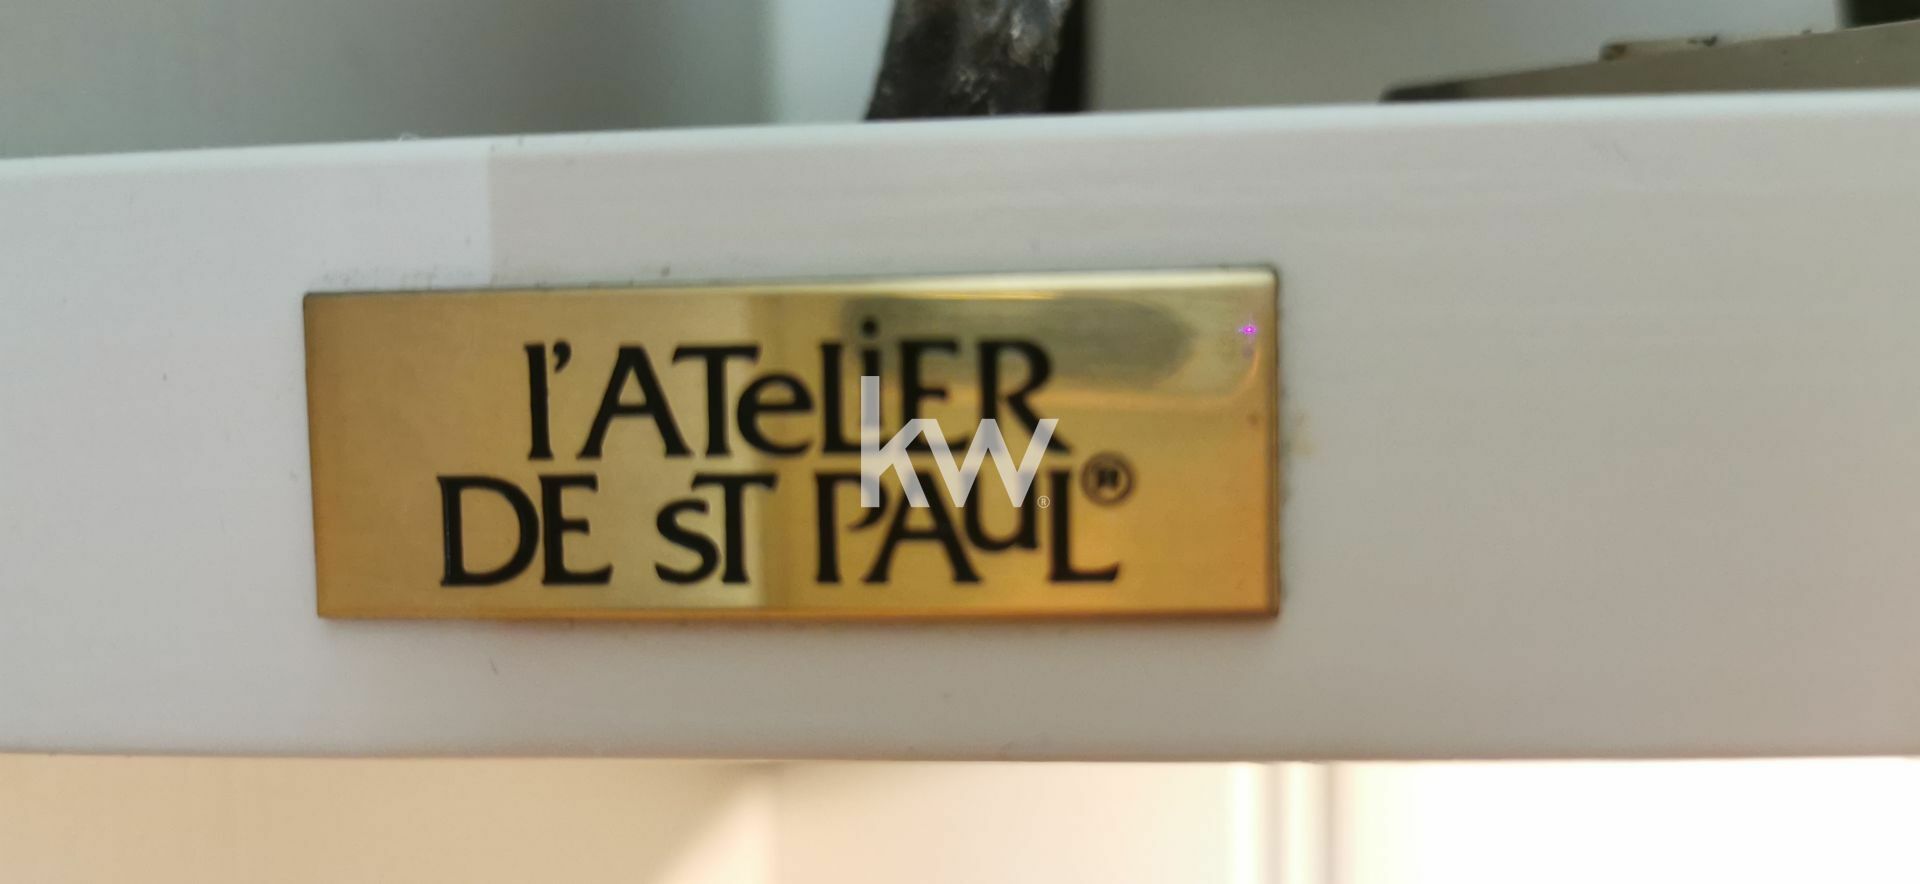 l'ATeLiER
DE sT PAuL®
kw®